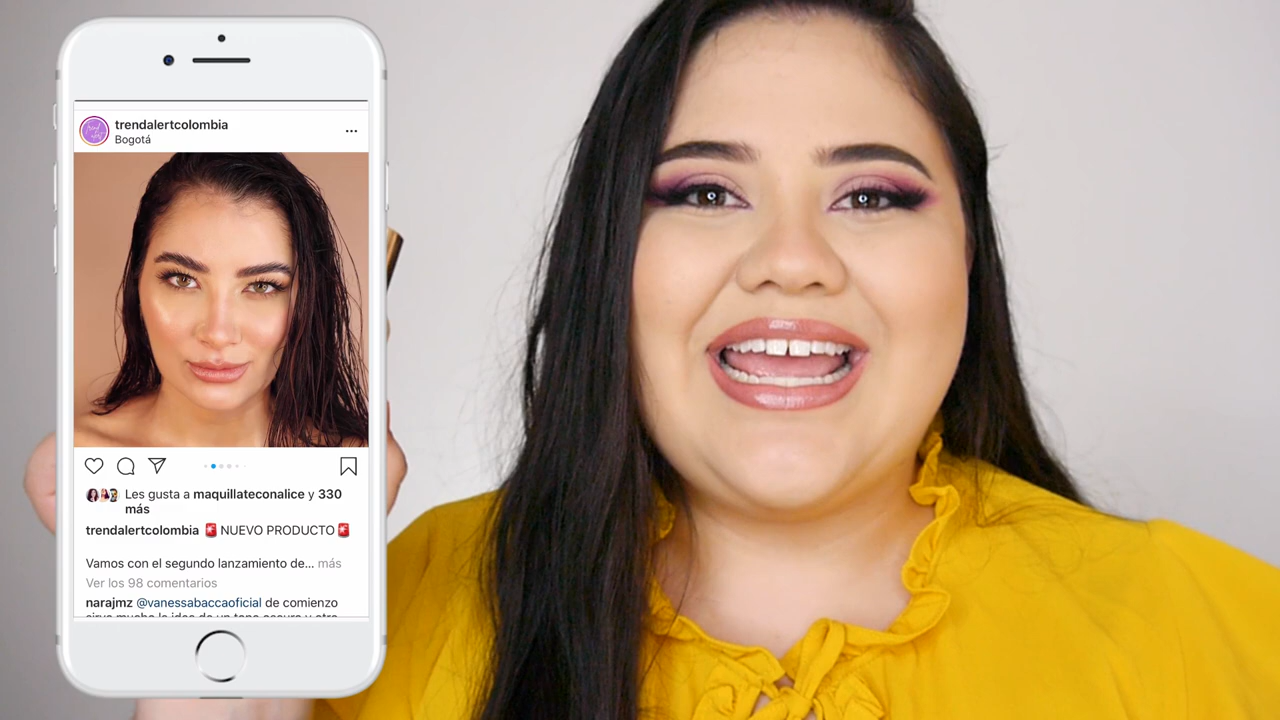 trendalertcolombia
Bogotá
Les gusta a maquillateconalice y 330
más
trendalertcolombia 🚨 NUEVO PRODUCTO 🚨
Vamos con el segundo lanzamiento de... más
Ver los 98 comentarios
narajmz @vanessabaccaoficial de comienzo